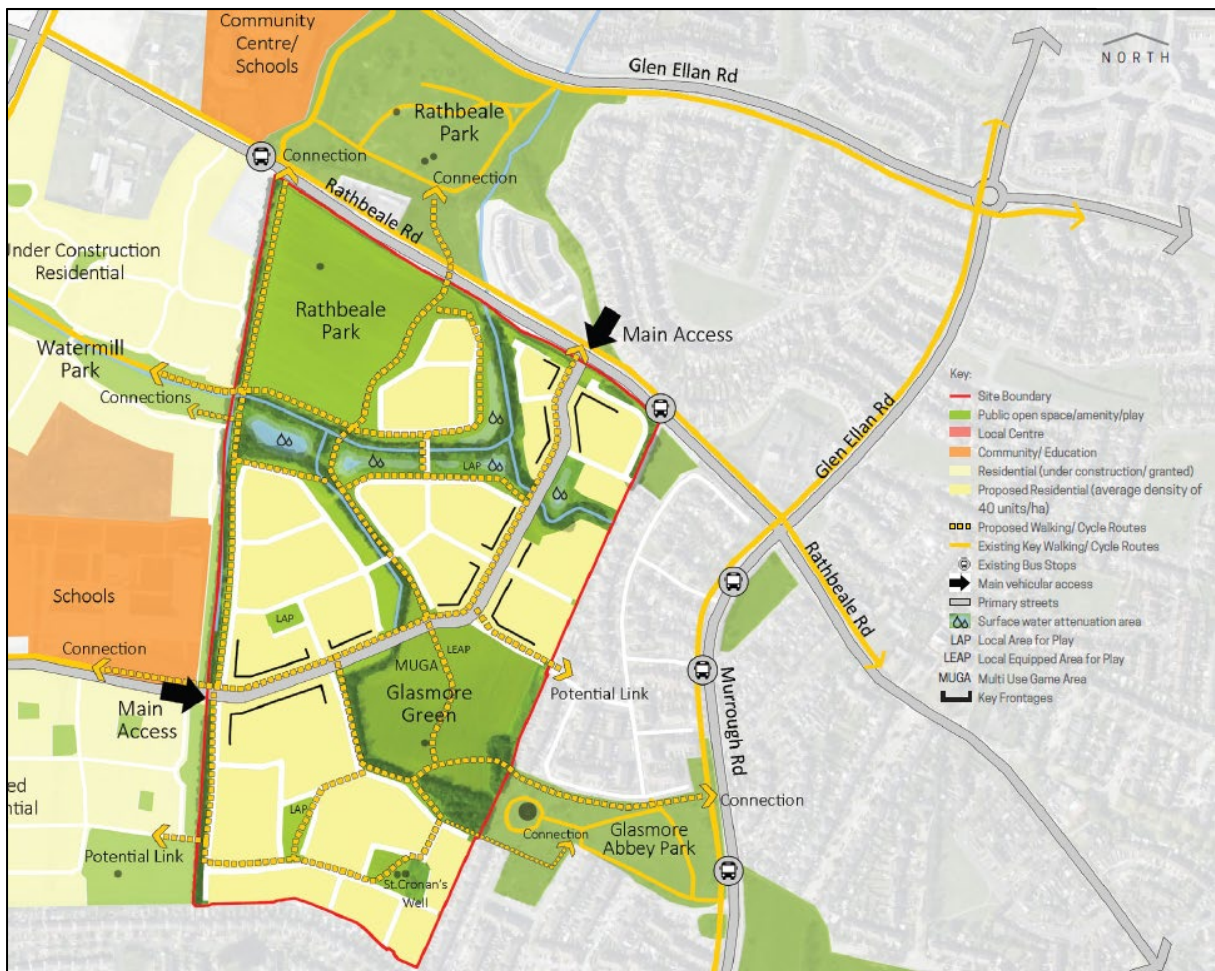 Community
Centre/
Schools
Glen Ellan Rd
NORTH
Rathbeale
Park
Connection
Connection
Rathbeale Rd
Under Construction
Residential
Rathbeale
Park
Main Access
Watermill
Park
Connections
LAP
Glen Ellan Rd
Rathbeale Rd
Schools
LAP
LEAP
MUGA
Glasmore
Green
Connection
Potential Link
Main
Access
Murrough Rd
ed
ntial
LAP
Connection
Connection
Glasmore
Abbey Park
Potential Link
St.Cronan's
Well
Key:
Site Boundary
Public open space/amenity/play
Local Centre
Community/ Education
Residential (under construction/ granted)
Proposed Residential (average density of
40 units/ha)
Proposed Walking/ Cycle Routes
Existing Key Walking/ Cycle Routes
Existing Bus Stops
Main vehicular access
Primary streets
Surface water attenuation area
LAP Local Area for Play
LEAP Local Equipped Area for Play
MUGA Multi Use Game Area
Key Frontages